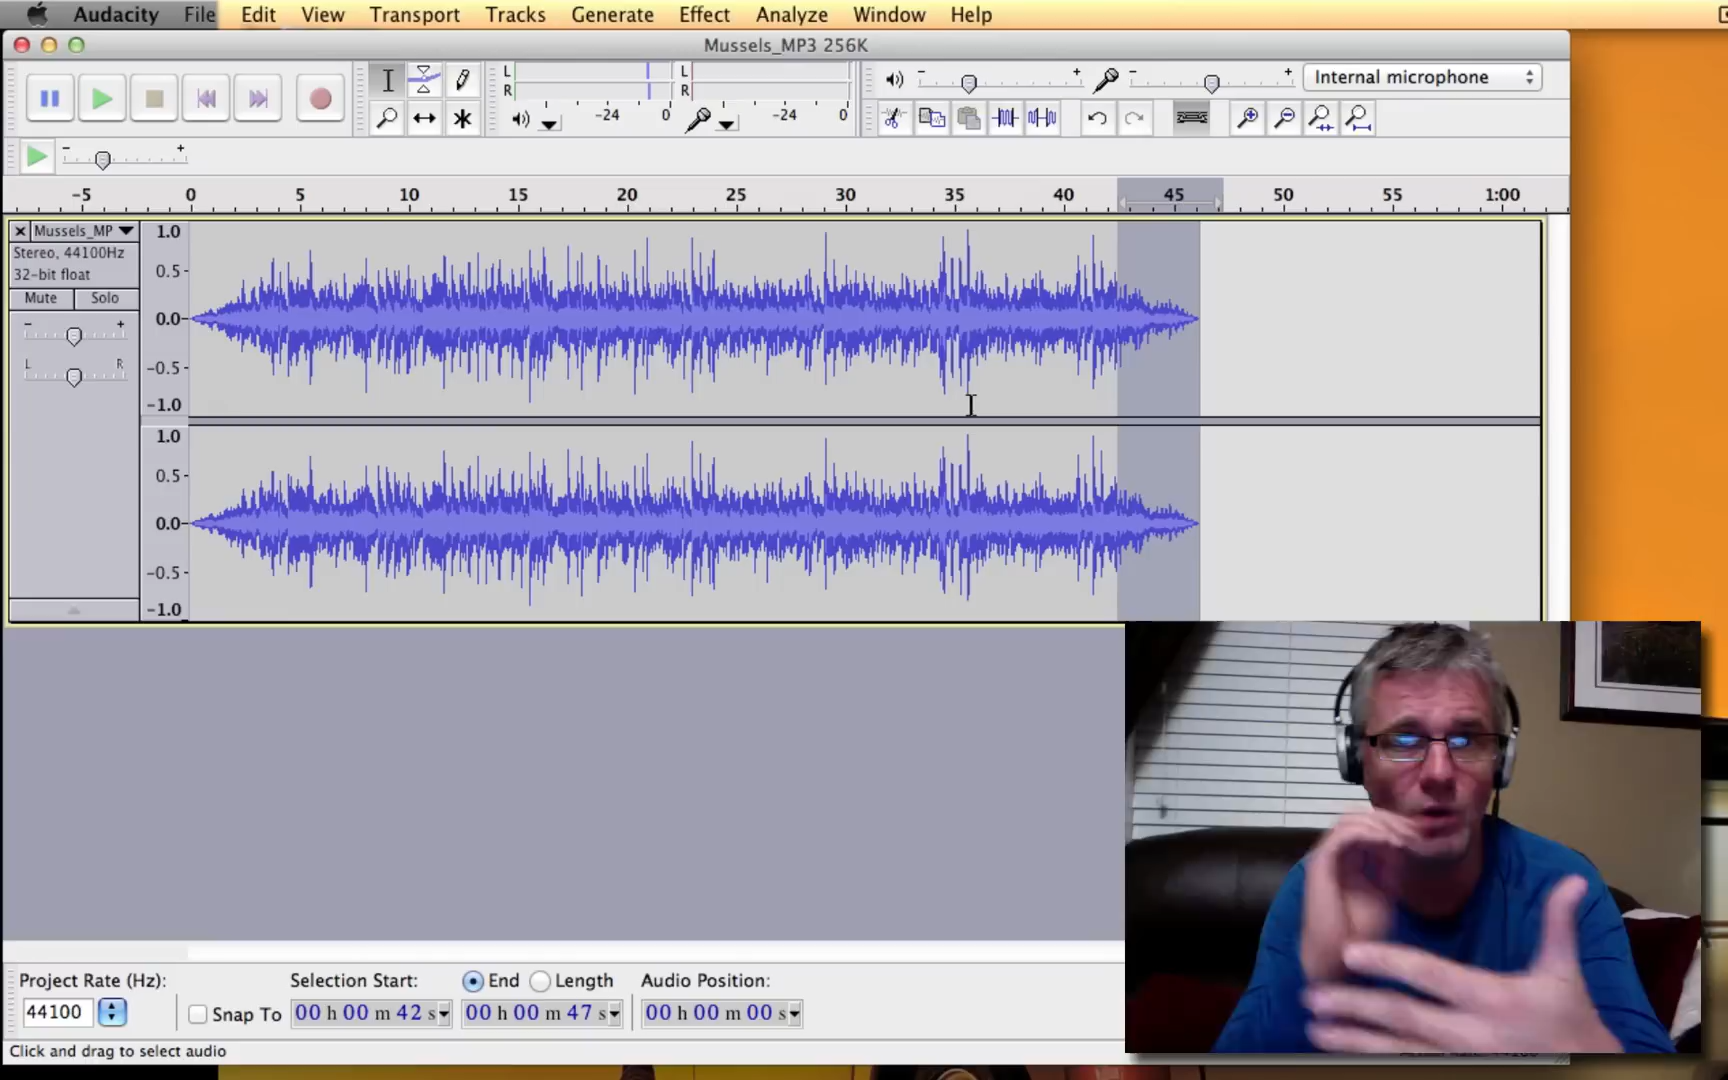 Audacity File Edit View Transport Tracks Generate Effect Analyze Window Help
Mussels_MP3 256K
L
R
-24 0
L
R
-24 0
- +
- +
Internal microphone
- +
-5 0 5 10 15 20 25 30 35 40 45 50 55 1:00
Mussels_MP
Stereo, 44100Hz
32-bit float
Mute Solo
- +
L R
1.0
0.5
0.0
-0.5
-1.0
1.0
0.5
0.0
-0.5
-1.0
Project Rate (Hz):
44100
Snap To
Selection Start:
00 h 00 m 42 s
End Length
00 h 00 m 47 s
Audio Position:
00 h 00 m 00 s
Click and drag to select audio